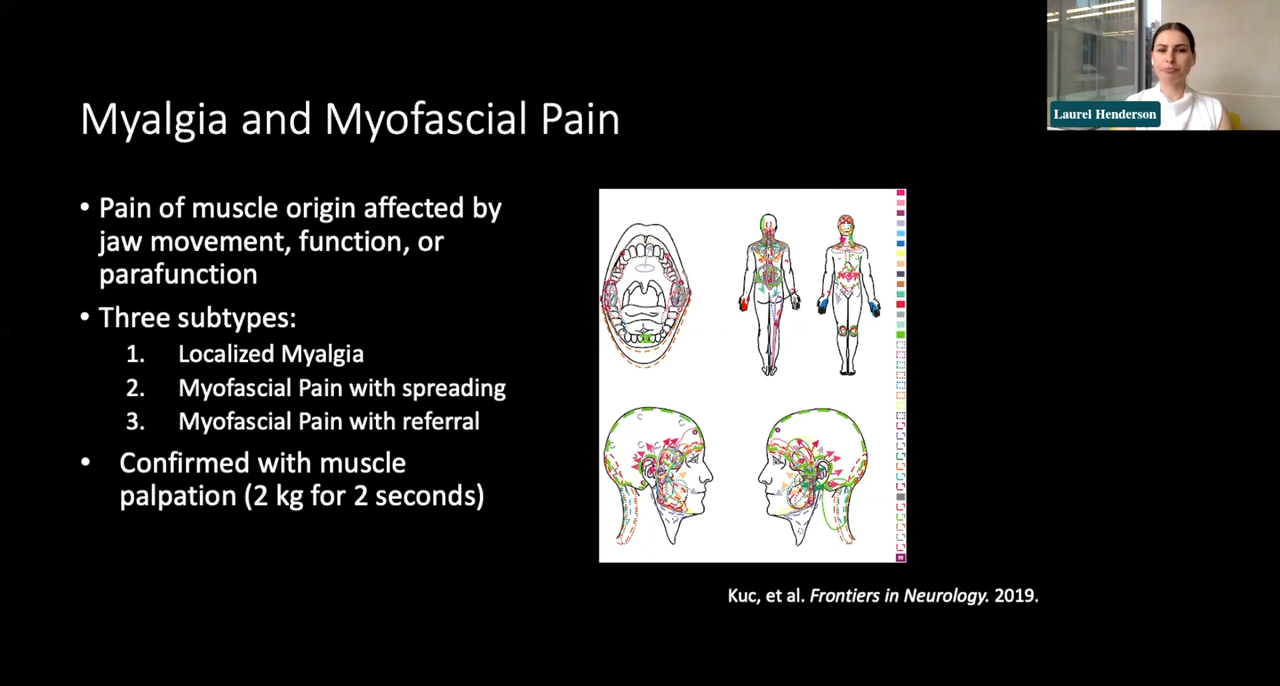 Laurel Henderson
Myalgia and Myofascial Pain
• Pain of muscle origin affected by
jaw movement, function, or
parafunction
• Three subtypes:
1. Localized Myalgia
2. Myofascial Pain with spreading
3. Myofascial Pain with referral
• Confirmed with muscle
palpation (2 kg for 2 seconds)
Kuc, et al. Frontiers in Neurology. 2019.